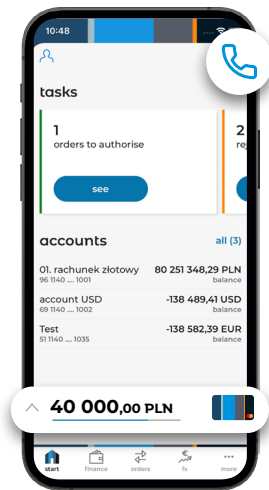 10:48
tasks
1
orders to authorise
see
2
accounts
all (3)
01. rachunek złotowy
80 251 348,29 PLN
96 1140 .... 1001
balance
account USD
-138 489,41 USD
69 1140 .... 1002
balance
Test
-138 582,39 EUR
51 1140 .... 1035
balance
40 000,00 PLN
start
finance
orders
fx
more